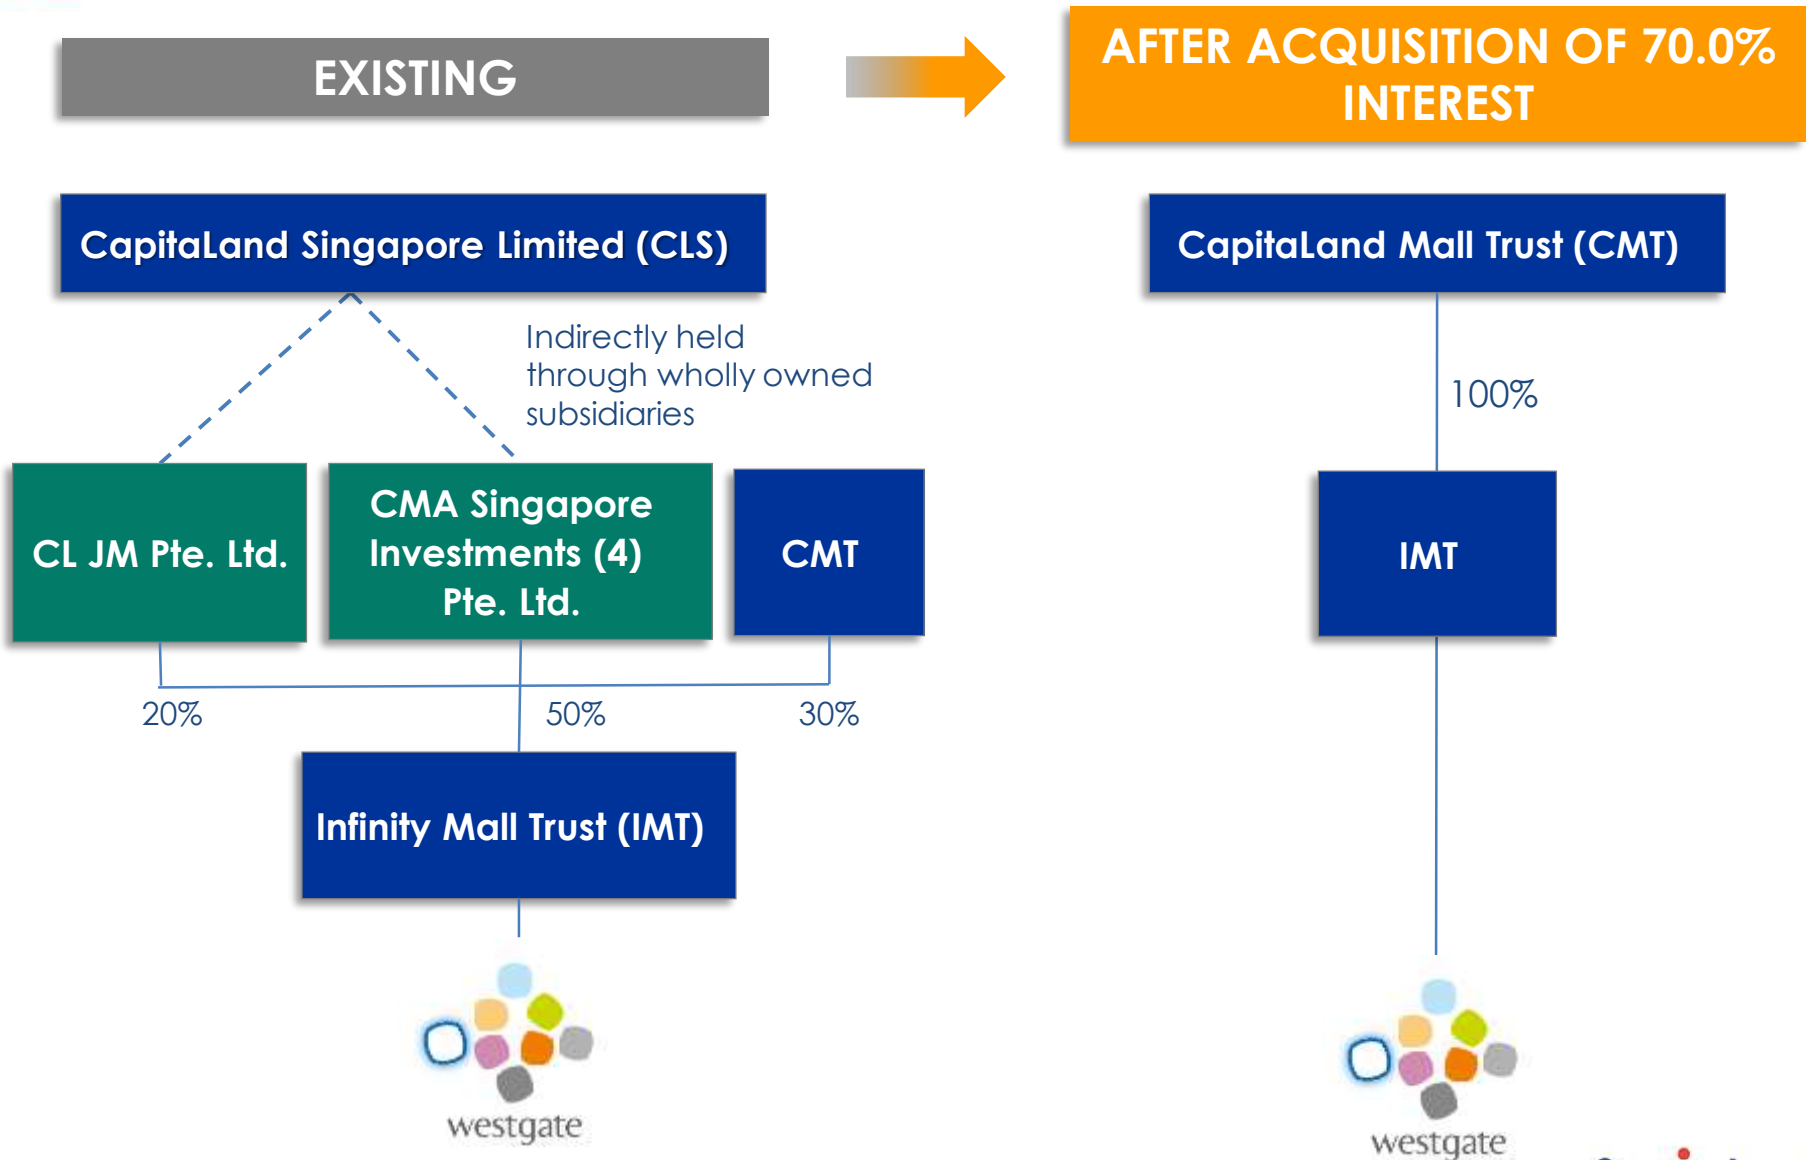 EXISTING
AFTER ACQUISITION OF 70.0%
INTEREST
CapitaLand Singapore Limited (CLS)
Indirectly held
through wholly owned
subsidiaries
CL JM Pte. Ltd.
CMA Singapore
Investments (4)
Pte. Ltd.
CMT
20%
50%
30%
Infinity Mall Trust (IMT)
westgate
CapitaLand Mall Trust (CMT)
100%
IMT
westgate